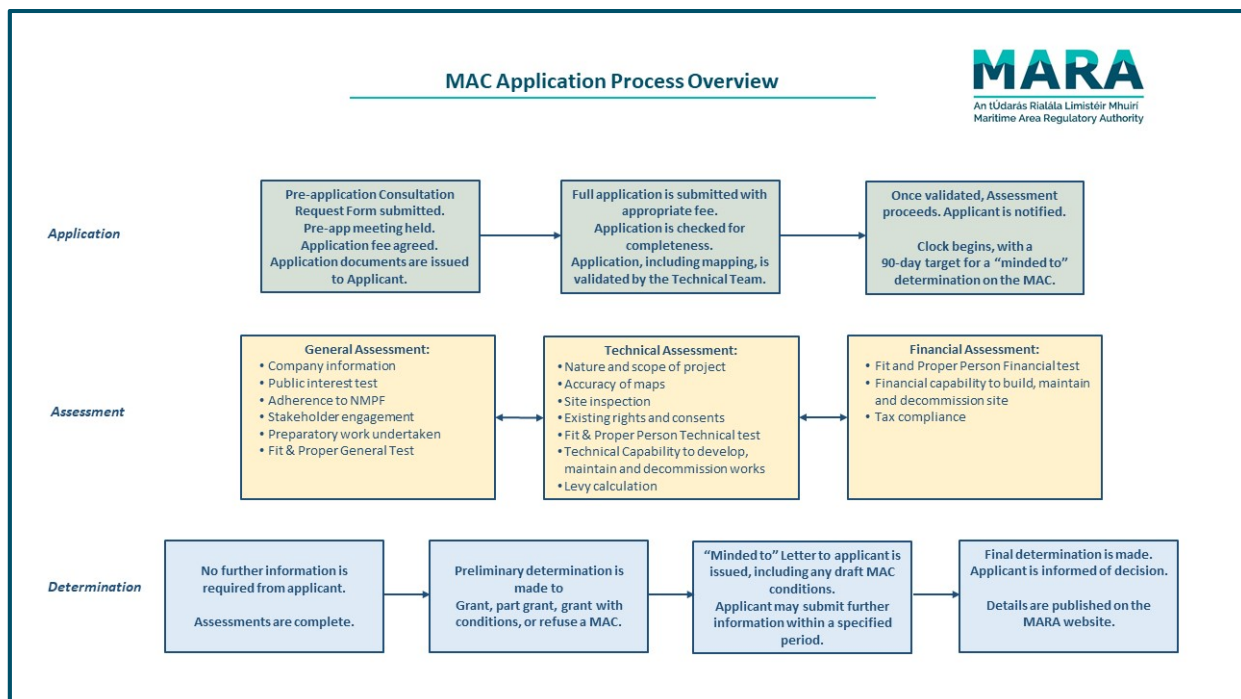 MAC Application Process Overview
MARA
An tÚdarás Rialála Limistéir Mhuirí
Maritime Area Regulatory Authority
Application
Pre-application Consultation
Request Form submitted.
Pre-app meeting held.
Application fee agreed.
Application documents are issued
to Applicant.
Full application is submitted with
appropriate fee.
Application is checked for
completeness.
Application, including mapping, is
validated by the Technical Team.
Once validated, Assessment
proceeds. Applicant is notified.
Clock begins, with a
90-day target for a “minded to”
determination on the MAC.
Assessment
General Assessment:
• Company information
• Public interest test
• Adherence to NMPF
• Stakeholder engagement
• Preparatory work undertaken
• Fit & Proper General Test
Technical Assessment:
• Nature and scope of project
• Accuracy of maps
• Site inspection
• Existing rights and consents
• Fit & Proper Person Technical test
• Technical Capability to develop,
maintain and decommission works
• Levy calculation
Financial Assessment:
• Fit and Proper Person Financial test
• Financial capability to build, maintain
and decommission site
• Tax compliance
Determination
No further information is
required from applicant.
Assessments are complete.
Preliminary determination is
made to
Grant, part grant, grant with
conditions, or refuse a MAC.
“Minded to” Letter to applicant is
issued, including any draft MAC
conditions.
Applicant may submit further
information within a specified
period.
Final determination is made.
Applicant is informed of decision.
Details are published on the
MARA website.